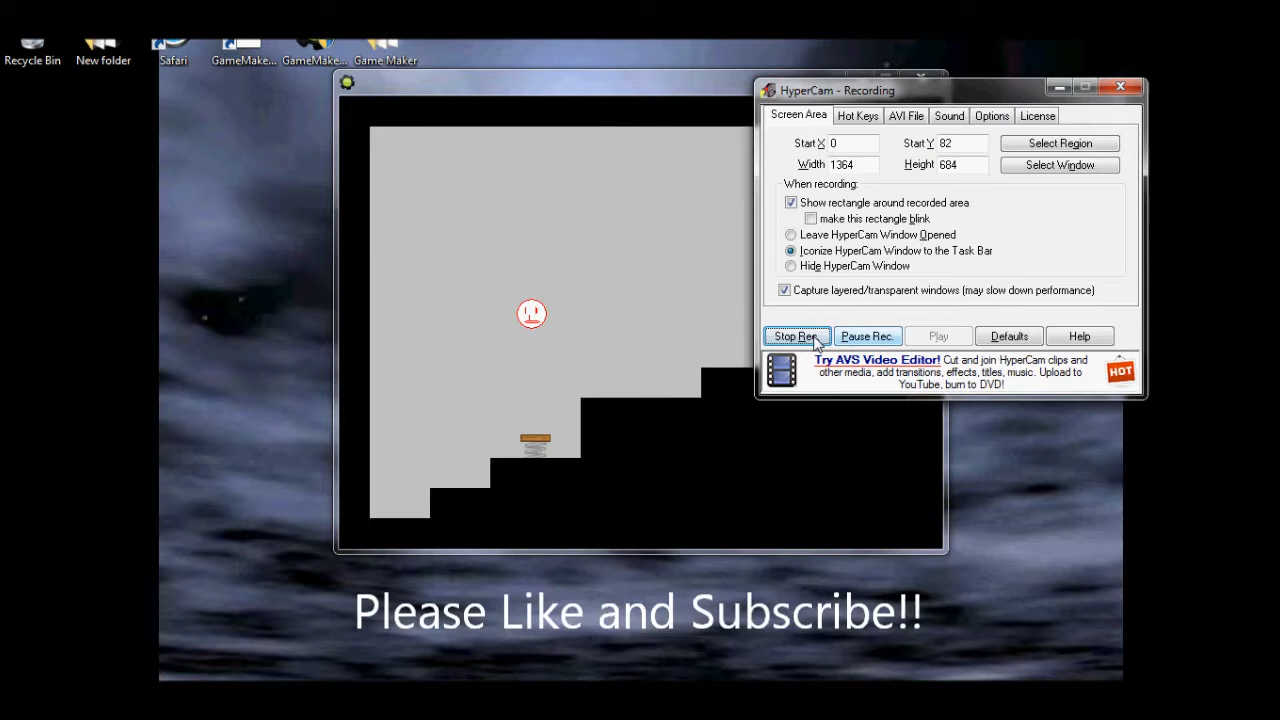 Recycle Bin
New folder
Safari
GameMake...
GameMake...
Game Maker
HyperCam - Recording
Screen Area
Hot Keys
AVI File
Sound
Options
License
Start X 0
Start Y 82
Select Region
Width 1364
Height 684
Select Window
When recording:
Show rectangle around recorded area
make this rectangle blink
Leave HyperCam Window Opened
Iconize HyperCam Window to the Task Bar
Hide HyperCam Window
Capture layered/transparent windows (may slow down performance)
Stop Rec.
Pause Rec.
Play
Defaults
Help
Try AVS Video Editor! Cut and join HyperCam clips and
other media, add transitions, effects, titles, music. Upload to
YouTube, burn to DVD!
HOT
Please Like and Subscribe!!